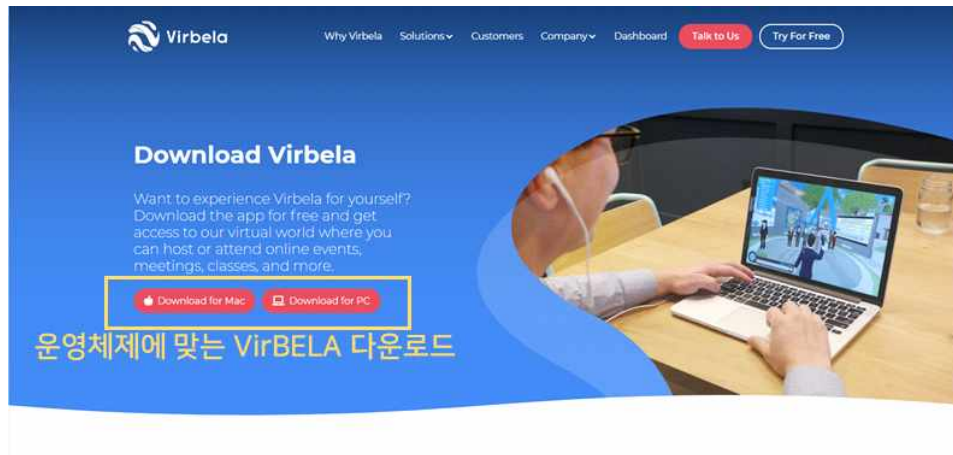 Virbela
Why Virbela Solutions Customers Company Dashboard Talk to Us Try For Free
Download Virbela
Want to experience Virbela for yourself?
Download the app for free and get
access to our virtual world where you
can host or attend online events,
meetings, classes, and more.
Download for Mac Download for PC
운영체제에 맞는 VirBELA 다운로드